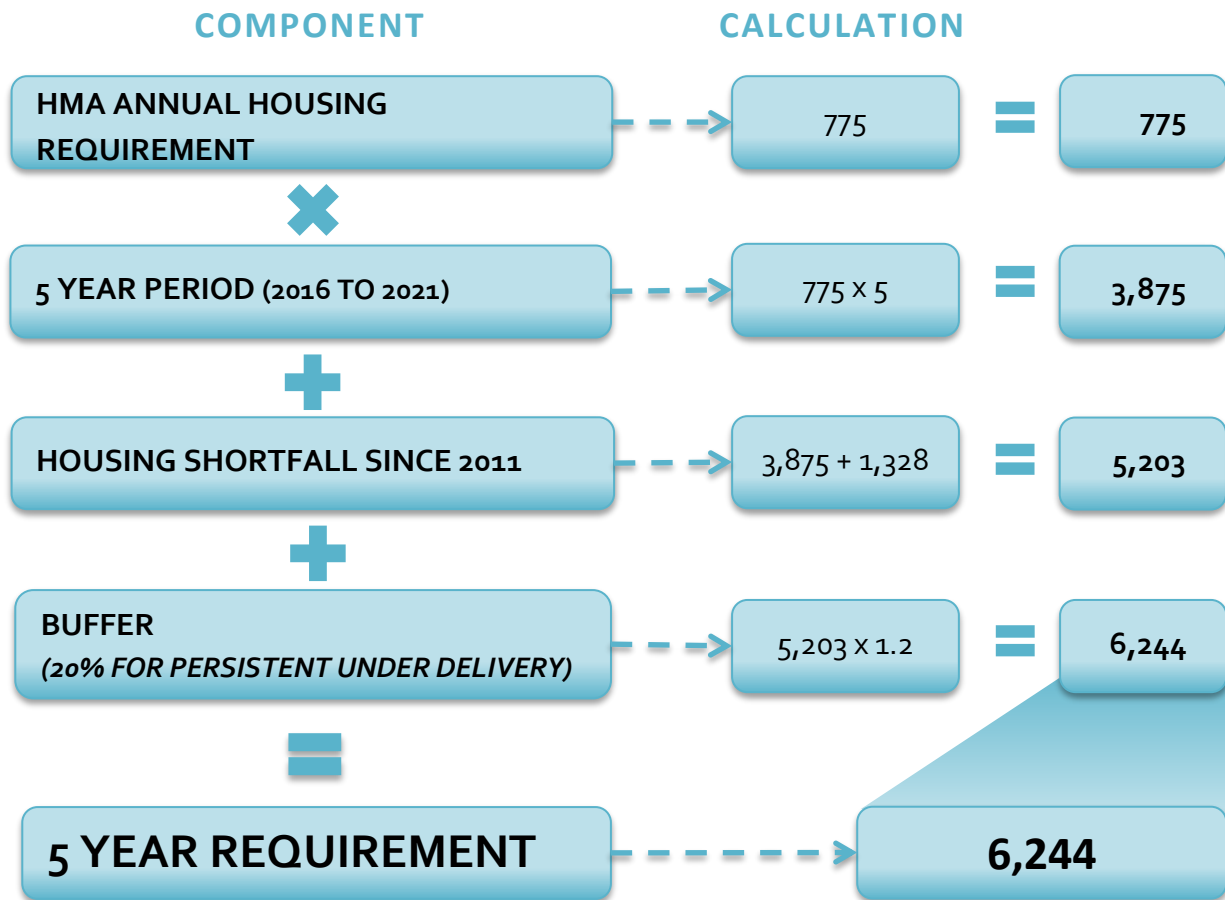 COMPONENT
CALCULATION
HMA ANNUAL HOUSING
REQUIREMENT
775
=
775
×
5 YEAR PERIOD (2016 TO 2021)
775 x 5
=
3,875
+
HOUSING SHORTFALL SINCE 2011
3,875 + 1,328
=
5,203
+
BUFFER
(20% FOR PERSISTENT UNDER DELIVERY)
5,203 x 1.2
=
6,244
=
5 YEAR REQUIREMENT
6,244